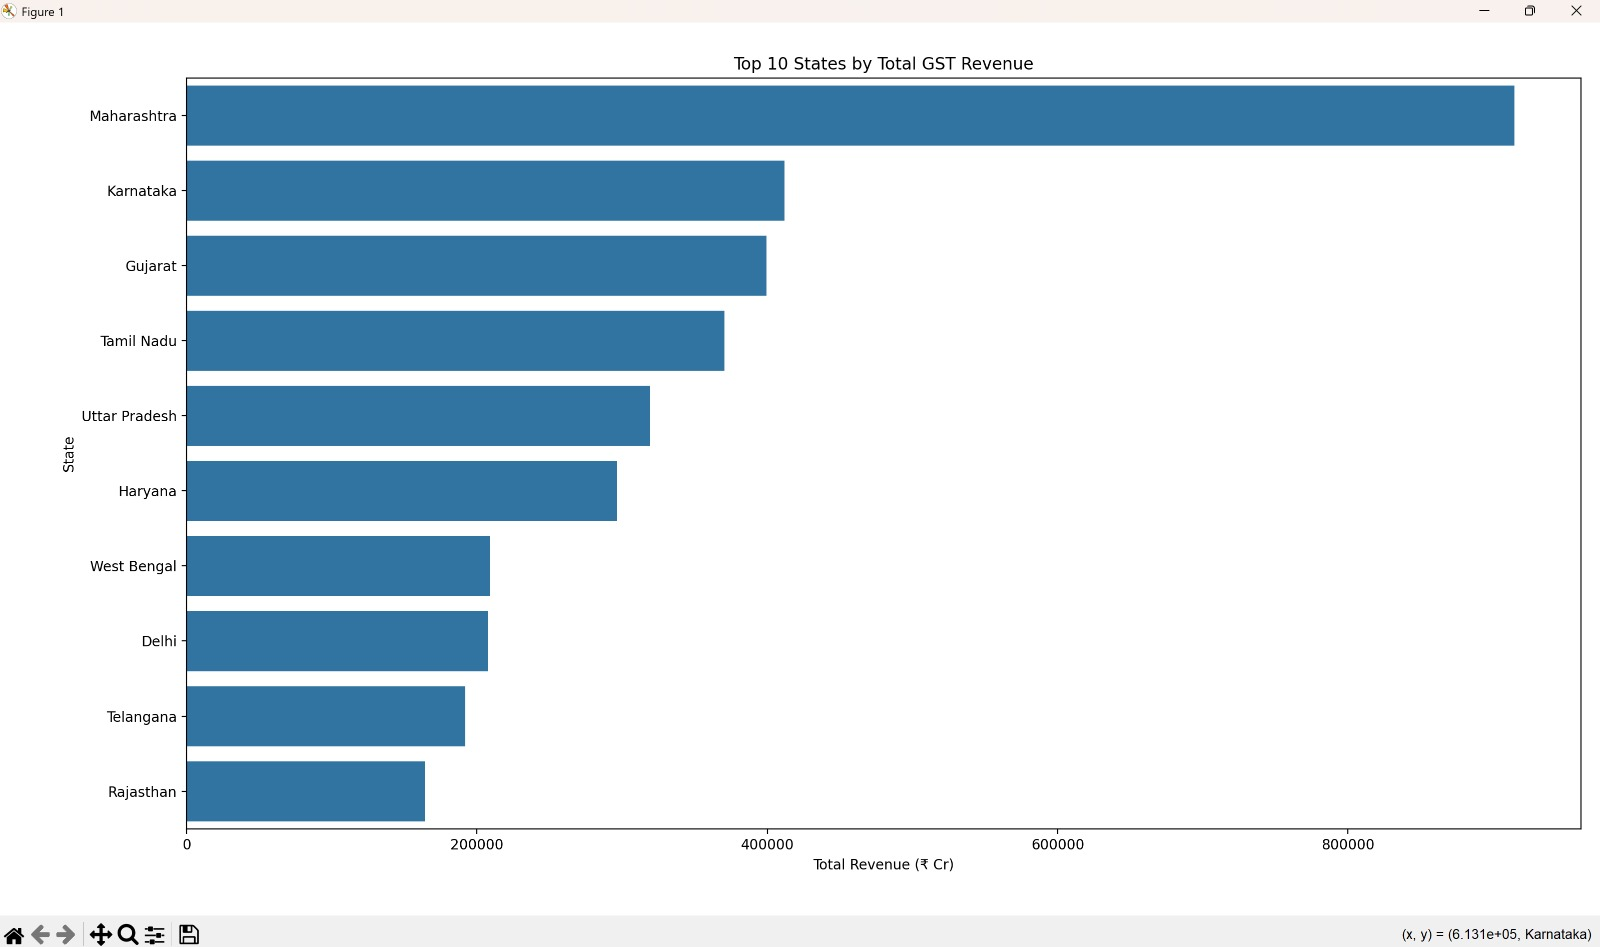 Figure 1
Top 10 States by Total GST Revenue
Maharashtra
Karnataka
Gujarat
Tamil Nadu
Uttar Pradesh
State
Haryana
West Bengal
Delhi
Telangana
Rajasthan
0 200000 400000 600000 800000
Total Revenue (₹ Cr)
(x, y) = (6.131e+05, Karnataka)